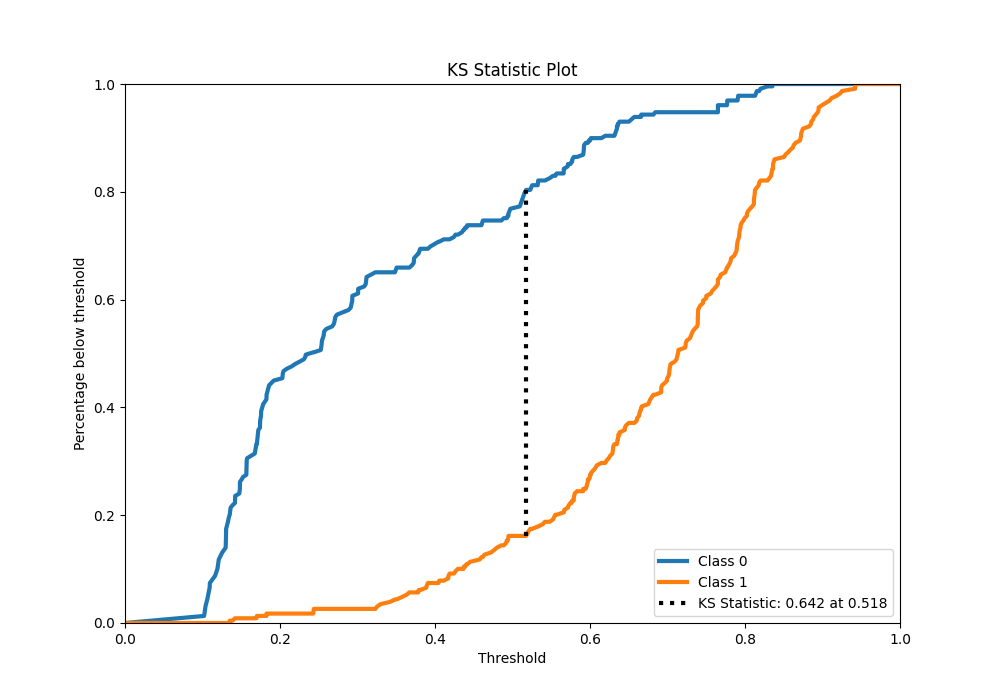 KS Statistic Plot
Percentage below threshold
1.0
0.8
0.6
0.4
0.2
0.0
0.0 0.2 0.4 0.6 0.8 1.0
Threshold
Class 0
Class 1
KS Statistic: 0.642 at 0.518